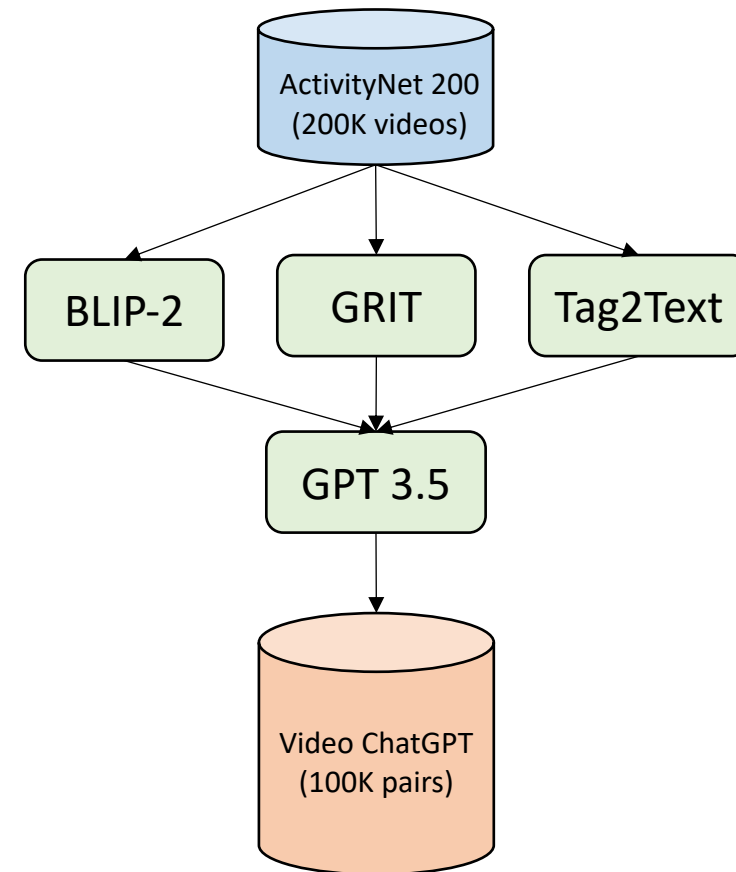 ActivityNet 200
(200K videos)
BLIP-2
GRIT
Tag2Text
GPT 3.5
Video ChatGPT
(100K pairs)